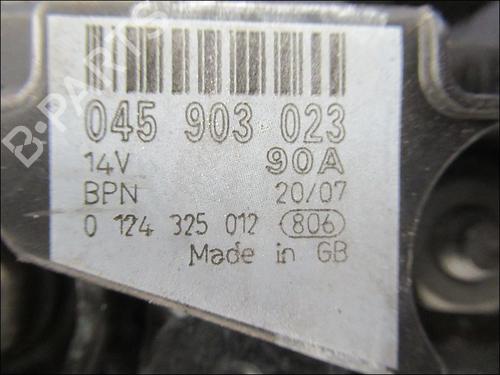 B-PARTS
045 903 023
14V 90A
BPN 20/07
0 124 325 012 806
Made in GB